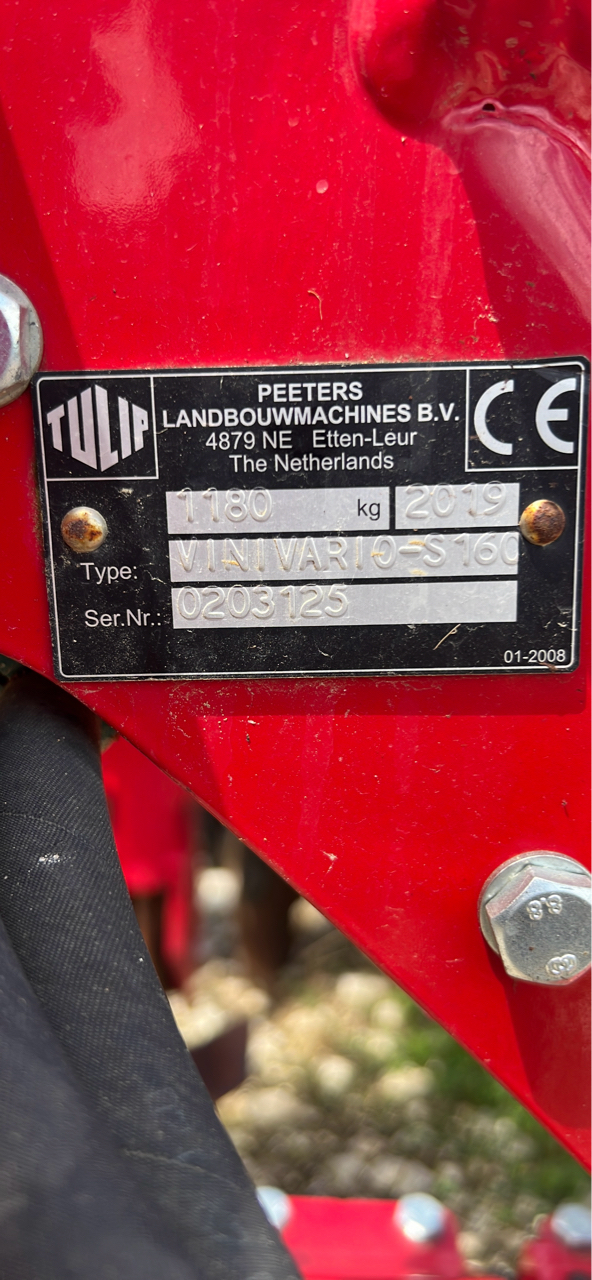 TULIP
PEETERS
LANDBOUWMACHINES B.V.
4879 NE Etten-Leur
The Netherlands
CE
1180 kg 2019
Type: VINIVARIO-S160
Ser.Nr.: 0203125
01-2008
8.8